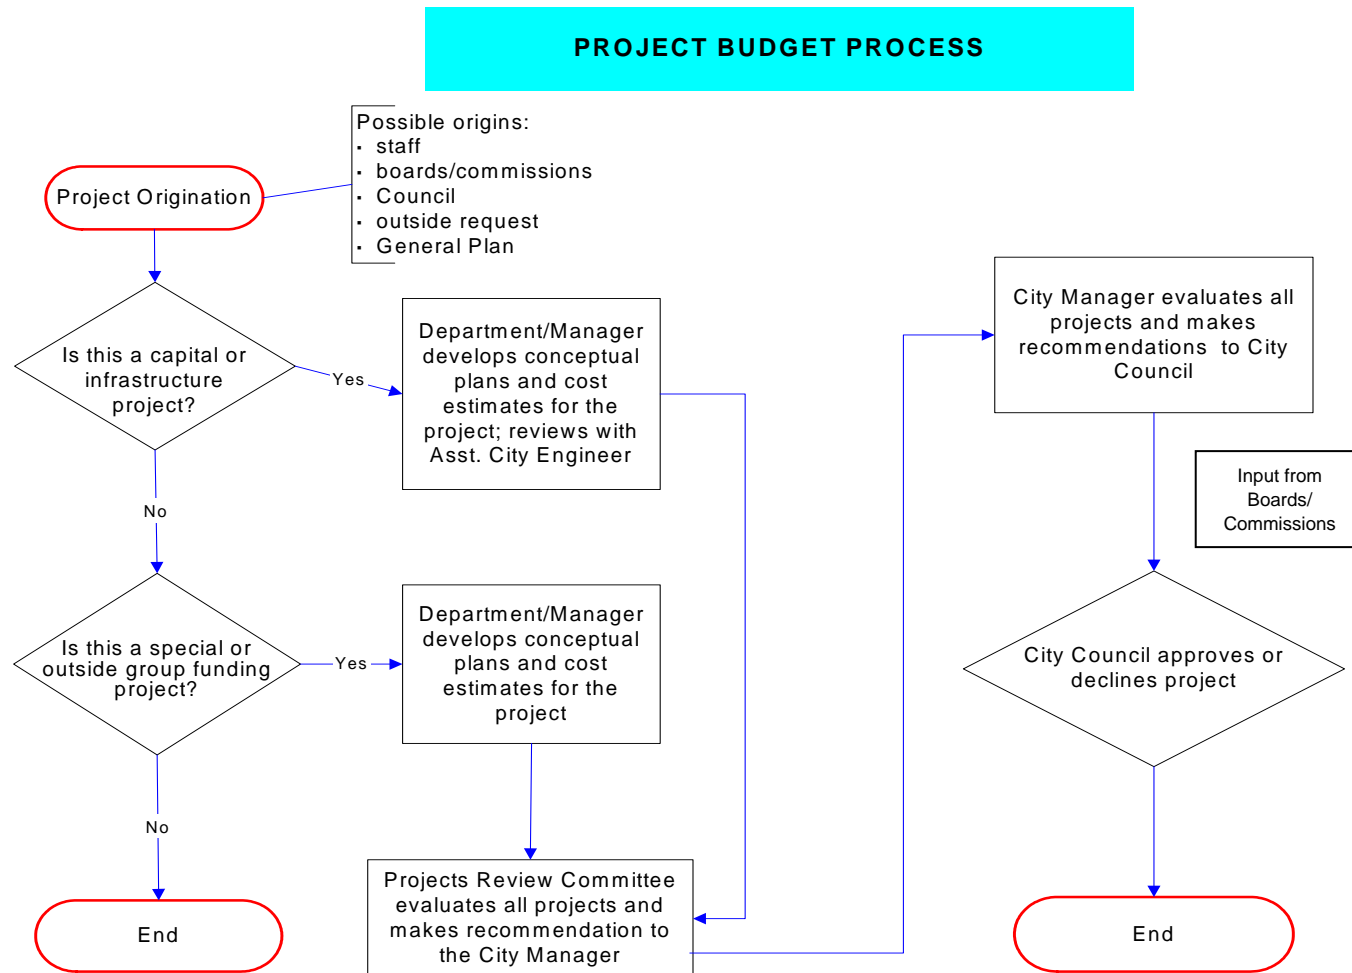 PROJECT BUDGET PROCESS
Possible origins:
▪ staff
▪ boards/commissions
▪ Council
▪ outside request
▪ General Plan
Project Origination
Is this a capital or
infrastructure
project?
Yes
Department/Manager
develops conceptual
plans and cost
estimates for the
project; reviews with
Asst. City Engineer
No
Is this a special or
outside group funding
project?
Yes
Department/Manager
develops conceptual
plans and cost
estimates for the
project
No
End
Projects Review Committee
evaluates all projects and
makes recommendation to
the City Manager
City Manager evaluates all
projects and makes
recommendations to City
Council
Input from
Boards/
Commissions
City Council approves or
declines project
End